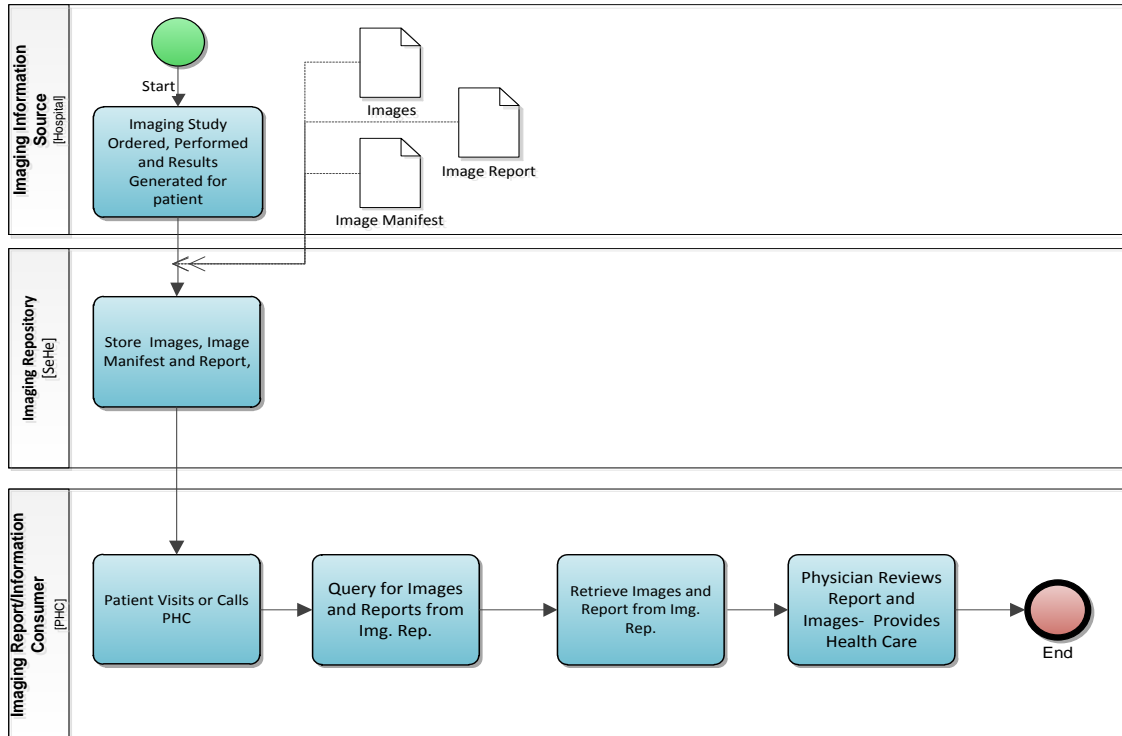 Imaging Information
Source
[Hospital]
Start
Imaging Study
Ordered, Performed
and Results
Generated for
patient
Images
Image Report
Image Manifest
Imaging Repository
[SeHe]
Store Images, Image
Manifest and Report,
Imaging Report/Information
Consumer
[PHC]
Patient Visits or Calls
PHC
Query for Images
and Reports from
Img. Rep.
Retrieve Images and
Report from Img.
Rep.
Physician Reviews
Report and
Images- Provides
Health Care
End